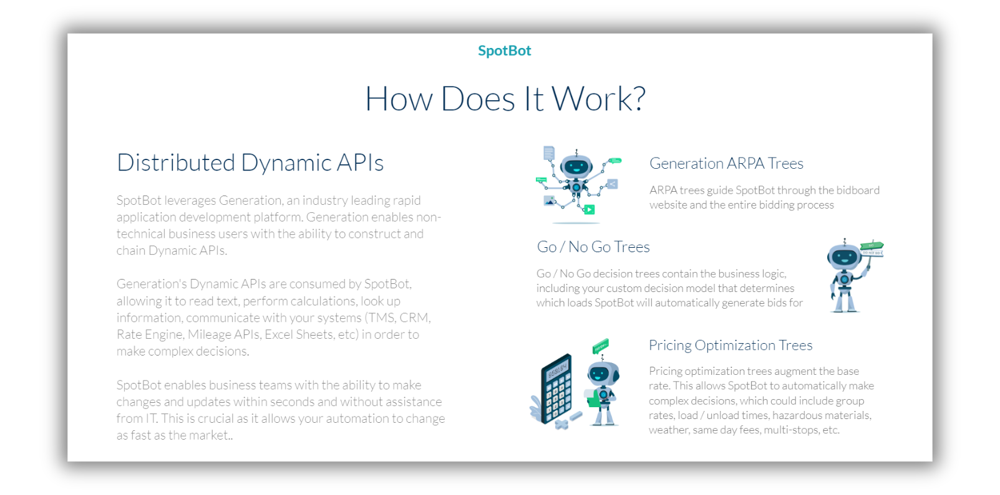 SpotBot
How Does It Work?
Distributed Dynamic APIs
SpotBot leverages Generation, an industry leading rapid
application development platform. Generation enables non-
technical business users with the ability to construct and
chain Dynamic APIs.
Generation's Dynamic APIs are consumed by SpotBot,
allowing it to read text, perform calculations, look up
information, communicate with your systems (TMS, CRM,
Rate Engine, Mileage APIs, Excel Sheets, etc) in order to
make complex decisions.
SpotBot enables business teams with the ability to make
changes and updates within seconds and without assistance
from IT. This is crucial as it allows your automation to change
as fast as the market..
Generation ARPA Trees
ARPA trees guide SpotBot through the bidboard
website and the entire bidding process
Go / No Go Trees
Go / No Go decision trees contain the business logic,
including your custom decision model that determines
which loads SpotBot will automatically generate bids for
GO
DO NOT GO
Pricing Optimization Trees
Pricing optimization trees augment the base
rate. This allows SpotBot to automatically make
complex decisions, which could include group
rates, load / unload times, hazardous materials,
weather, same day fees, multi-stops, etc.